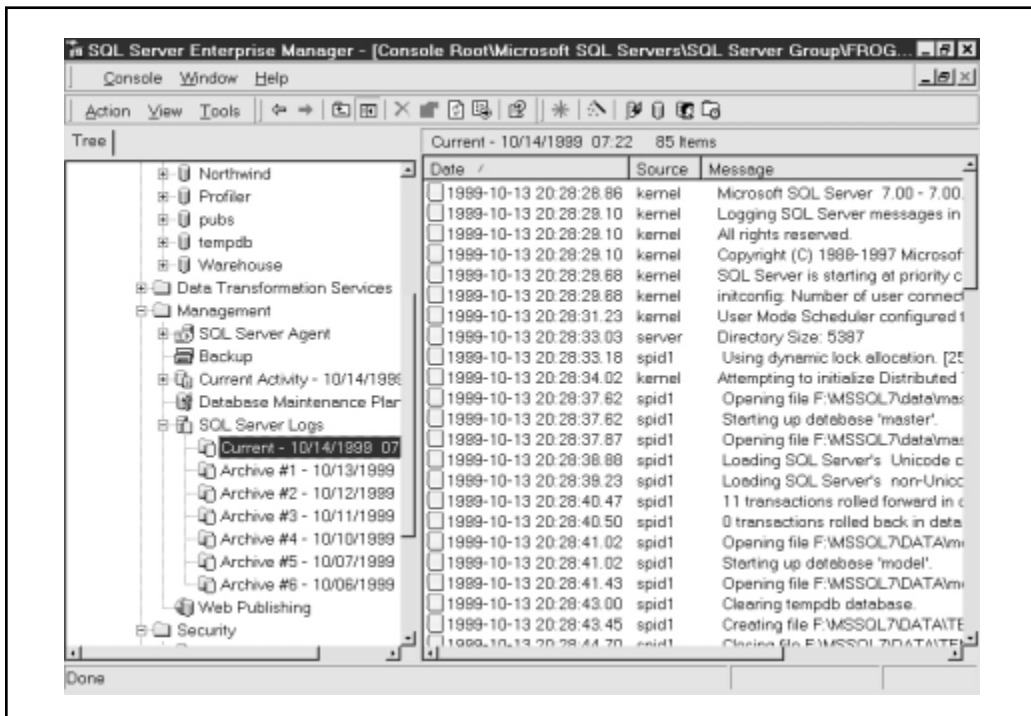 SQL Server Enterprise Manager - [Console Root\Microsoft SQL Servers\SQL Server Group\FROG...
Console Window Help
Action View Tools
Tree
Northwind
Profiler
pubs
tempdb
Warehouse
Data Transformation Services
Management
SQL Server Agent
Backup
Current Activity - 10/14/1999
Database Maintenance Plan
SQL Server Logs
Current - 10/14/1999 07
Archive #1 - 10/13/1999
Archive #2 - 10/12/1999
Archive #3 - 10/11/1999
Archive #4 - 10/10/1999
Archive #5 - 10/07/1999
Archive #6 - 10/06/1999
Web Publishing
Security
Current - 10/14/1999 07:22 85 Items
Date Source Message
1999-10-13 20:28:28.86 kernel Microsoft SQL Server 7.00 - 7.00.
1999-10-13 20:28:29.10 kernel Logging SQL Server messages in
1999-10-13 20:28:29.10 kernel All rights reserved.
1999-10-13 20:28:29.10 kernel Copyright (C) 1988-1997 Microsof
1999-10-13 20:28:29.68 kernel SQL Server is starting at priority c
1999-10-13 20:28:29.68 kernel initconfig: Number of user connect
1999-10-13 20:28:31.23 kernel User Mode Scheduler configured f
1999-10-13 20:28:33.03 server Directory Size: 5387
1999-10-13 20:28:33.18 spid1 Using dynamic lock allocation. [25
1999-10-13 20:28:34.02 kernel Attempting to initialize Distributed
1999-10-13 20:28:37.62 spid1 Opening file F:\MSSQL7\data\mas
1999-10-13 20:28:37.62 spid1 Starting up database 'master'.
1999-10-13 20:28:37.87 spid1 Opening file F:\MSSQL7\data\mas
1999-10-13 20:28:38.88 spid1 Loading SQL Server's Unicode c
1999-10-13 20:28:39.23 spid1 Loading SQL Server's non-Unico
1999-10-13 20:28:40.47 spid1 11 transactions rolled forward in d
1999-10-13 20:28:40.50 spid1 0 transactions rolled back in data
1999-10-13 20:28:41.02 spid1 Opening file F:\MSSQL7\DATA\mo
1999-10-13 20:28:41.02 spid1 Starting up database 'model'.
1999-10-13 20:28:41.43 spid1 Opening file F:\MSSQL7\DATA\mo
1999-10-13 20:28:43.00 spid1 Clearing tempdb database.
1999-10-13 20:28:43.45 spid1 Creating file F:\MSSQL7\DATA\TE
1999-10-13 20:28:44.70 spid1 Closing file F:\MSSQL7\DATA\TEM
Done